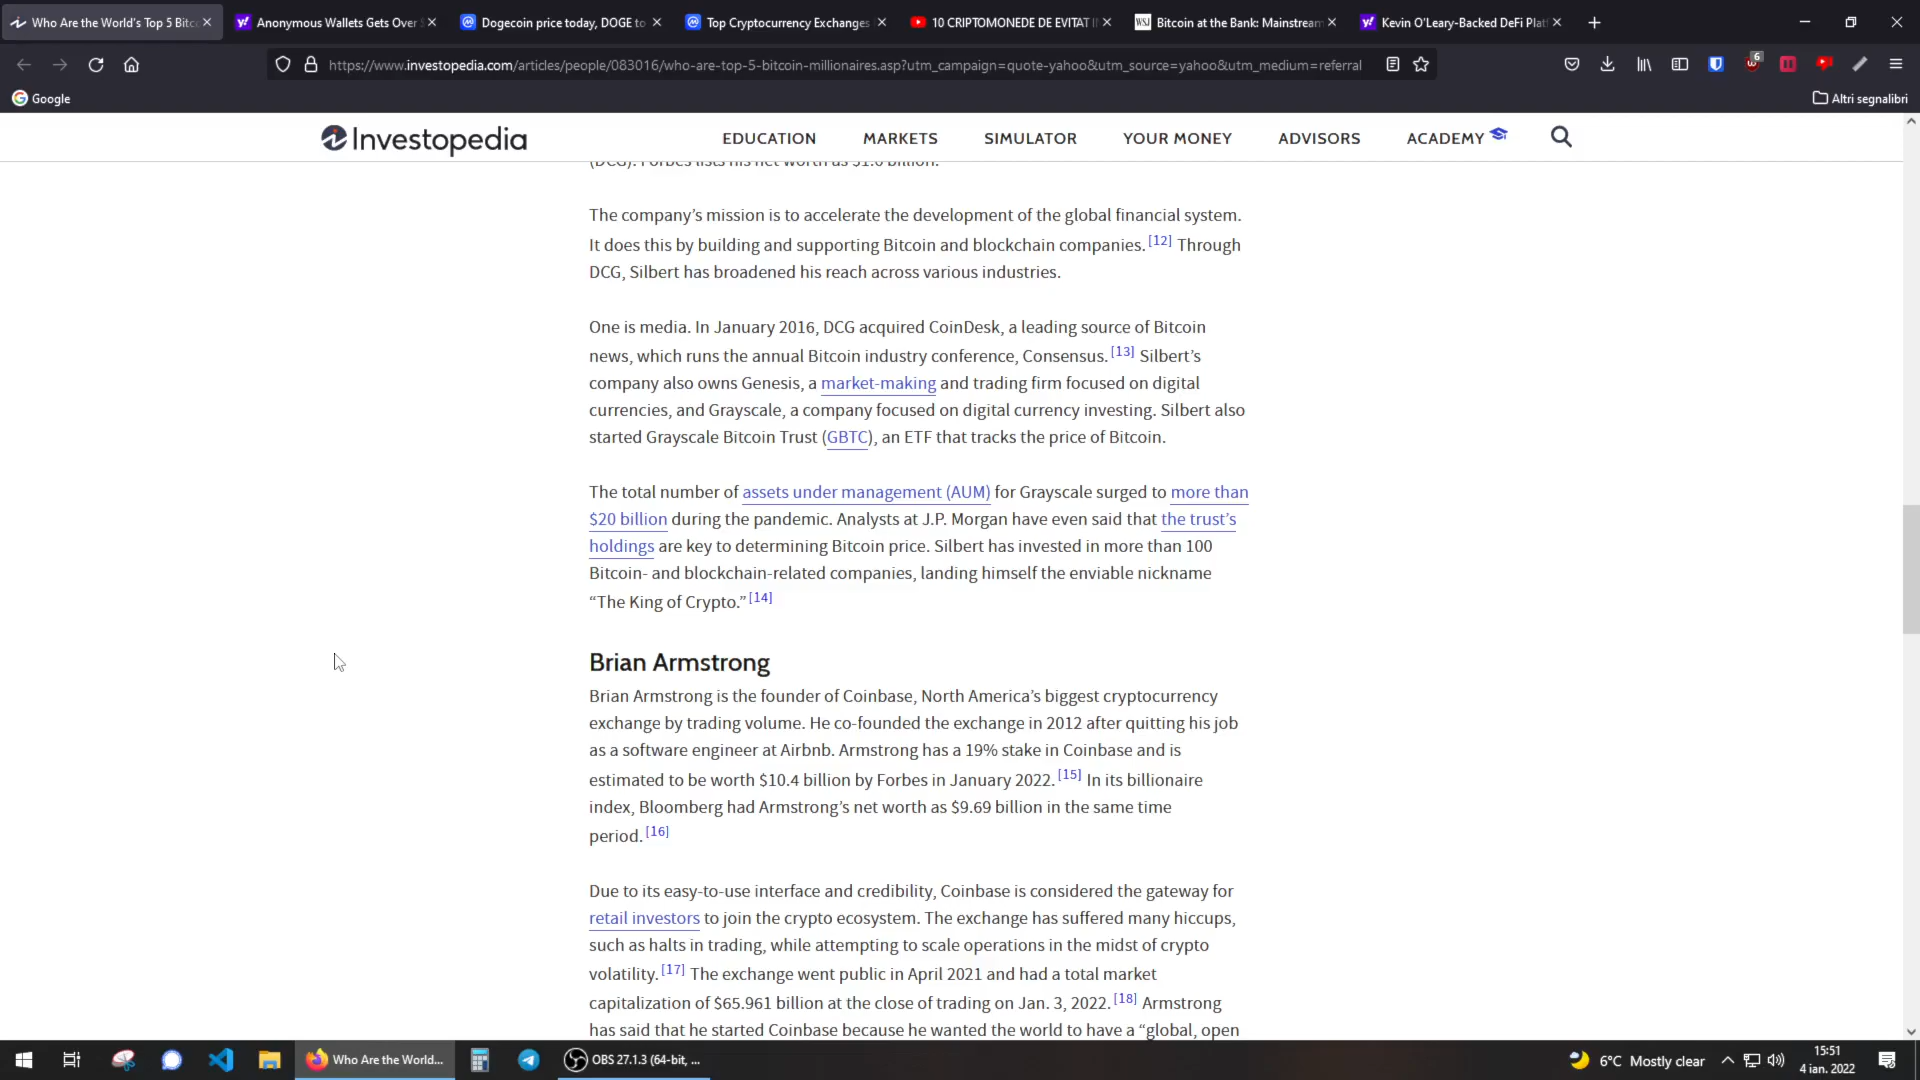 Who Are the World's Top 5 Bitco
Anonymous Wallets Gets Over
Dogecoin price today, DOGE to
Top Cryptocurrency Exchanges
10 CRIPTOMONEDE DE EVITAT Î
WSJ
Bitcoin at the Bank: Mainstream
Kevin O'Leary-Backed DeFi Plat
https://www.investopedia.com/articles/people/083016/who-are-top-5-bitcoin-millionaires.asp?utm_campaign=quote-yahoo&utm_source=yahoo&utm_medium=referral
6
Google
Altri segnalibri
Investopedia
EDUCATION
MARKETS
SIMULATOR
YOUR MONEY
ADVISORS
ACADEMY
(DCG). Forbes lists his net worth as $1.6 billion.
The company’s mission is to accelerate the development of the global financial system.
It does this by building and supporting Bitcoin and blockchain companies. [12] Through
DCG, Silbert has broadened his reach across various industries.
One is media. In January 2016, DCG acquired CoinDesk, a leading source of Bitcoin
news, which runs the annual Bitcoin industry conference, Consensus. [13] Silbert’s
company also owns Genesis, a market-making and trading firm focused on digital
currencies, and Grayscale, a company focused on digital currency investing. Silbert also
started Grayscale Bitcoin Trust (GBTC), an ETF that tracks the price of Bitcoin.
The total number of assets under management (AUM) for Grayscale surged to more than
$20 billion during the pandemic. Analysts at J.P. Morgan have even said that the trust’s
holdings are key to determining Bitcoin price. Silbert has invested in more than 100
Bitcoin- and blockchain-related companies, landing himself the enviable nickname
“The King of Crypto.” [14]
Brian Armstrong
Brian Armstrong is the founder of Coinbase, North America’s biggest cryptocurrency
exchange by trading volume. He co-founded the exchange in 2012 after quitting his job
as a software engineer at Airbnb. Armstrong has a 19% stake in Coinbase and is
estimated to be worth $10.4 billion by Forbes in January 2022. [15] In its billionaire
index, Bloomberg had Armstrong’s net worth as $9.69 billion in the same time
period. [16]
Due to its easy-to-use interface and credibility, Coinbase is considered the gateway for
retail investors to join the crypto ecosystem. The exchange has suffered many hiccups,
such as halts in trading, while attempting to scale operations in the midst of crypto
volatility. [17] The exchange went public in April 2021 and had a total market
capitalization of $65.961 billion at the close of trading on Jan. 3, 2022. [18] Armstrong
has said that he started Coinbase because he wanted the world to have a “global, open
Who Are the World...
OBS 27.1.3 (64-bit, ...
6°C Mostly clear
15:51
4 ian. 2022